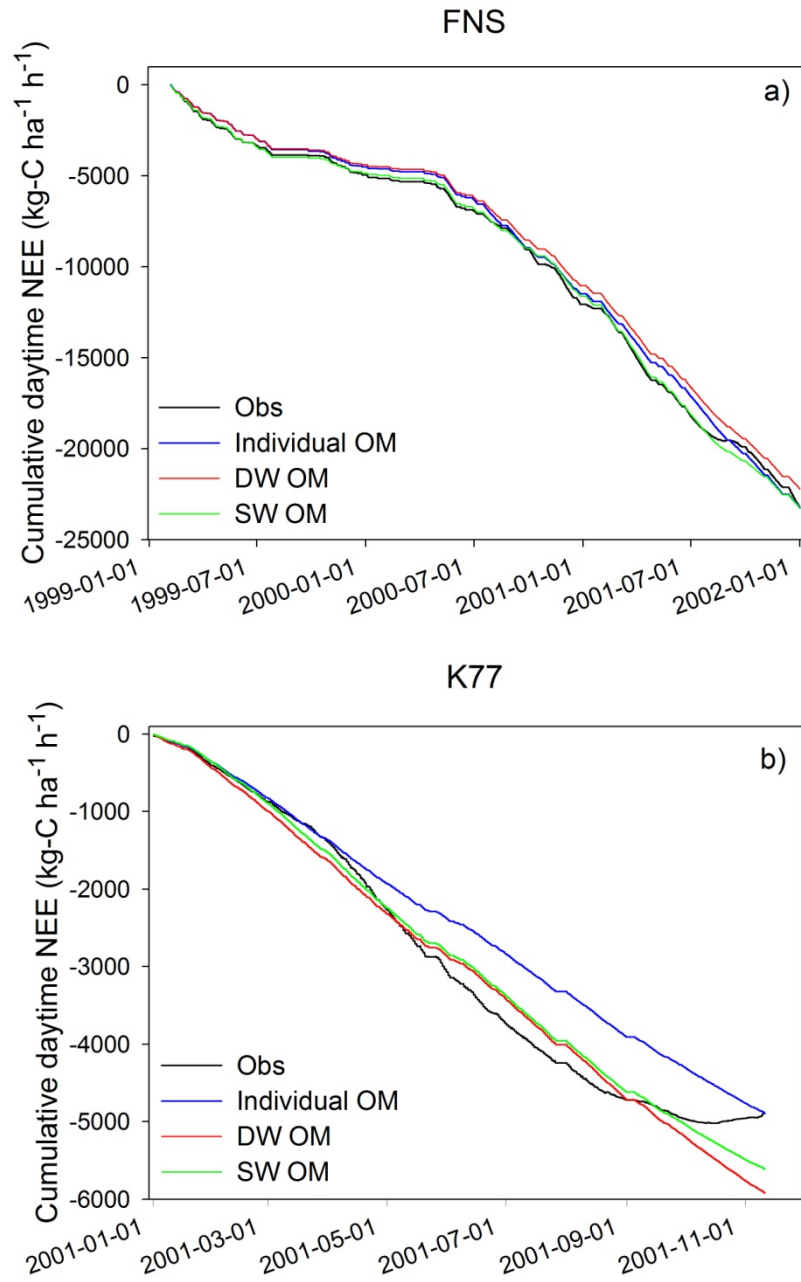 FNS
a)
Cumulative daytime NEE (kg-C ha⁻¹ h⁻¹)
0
-5000
-10000
-15000
-20000
-25000
Obs
Individual OM
DW OM
SW OM
1999-01-01
1999-07-01
2000-01-01
2000-07-01
2001-01-01
2001-07-01
2002-01-01
K77
b)
Cumulative daytime NEE (kg-C ha⁻¹ h⁻¹)
0
-1000
-2000
-3000
-4000
-5000
-6000
Obs
Individual OM
DW OM
SW OM
2001-01-01
2001-03-01
2001-05-01
2001-07-01
2001-09-01
2001-11-01